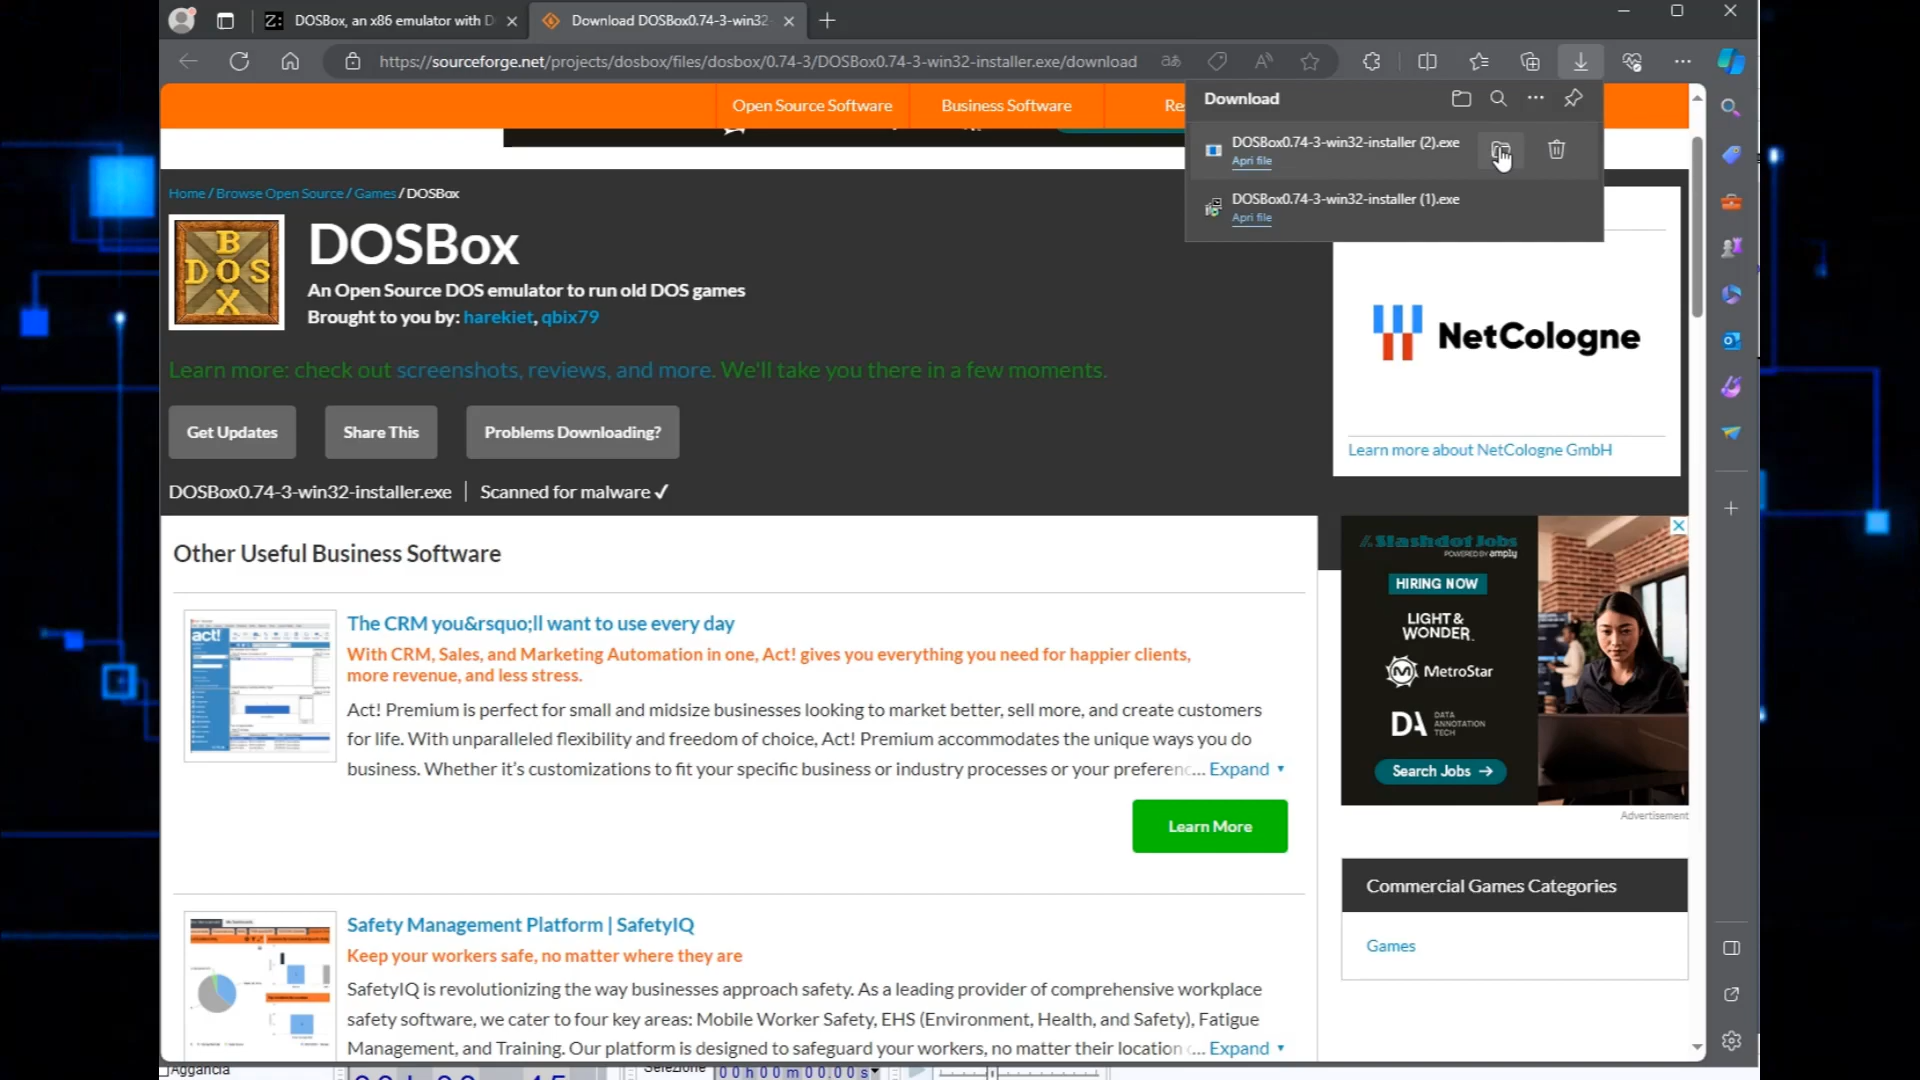 DOSBox, an x86 emulator with D
Download DOSBox0.74-3-win32-
https://sourceforge.net/projects/dosbox/files/dosbox/0.74-3/DOSBox0.74-3-win32-installer.exe/download
Open Source Software
Business Software
Re
Download
DOSBox0.74-3-win32-installer (2).exe
Apri file
DOSBox0.74-3-win32-installer (1).exe
Apri file
Home / Browse Open Source / Games / DOSBox
BOX
DOS
DOSBox
An Open Source DOS emulator to run old DOS games
Brought to you by: harekiet, qbix79
Learn more: check out screenshots, reviews, and more. We'll take you there in a few moments.
Get Updates
Share This
Problems Downloading?
DOSBox0.74-3-win32-installer.exe
Scanned for malware ✓
NetCologne
Learn more about NetCologne GmbH
Other Useful Business Software
act!
The CRM you&rsquo;ll want to use every day
With CRM, Sales, and Marketing Automation in one, Act! gives you everything you need for happier clients,
more revenue, and less stress.
Act! Premium is perfect for small and midsize businesses looking to market better, sell more, and create customers
for life. With unparalleled flexibility and freedom of choice, Act! Premium accommodates the unique ways you do
business. Whether it's customizations to fit your specific business or industry processes or your preferenc... Expand
Learn More
Safety Management Platform | SafetyIQ
Keep your workers safe, no matter where they are
SafetyIQ is revolutionizing the way businesses approach safety. As a leading provider of comprehensive workplace
safety software, we cater to four key areas: Mobile Worker Safety, EHS (Environment, Health, and Safety), Fatigue
Management, and Training. Our platform is designed to safeguard your workers, no matter their location ... Expand
Slashdot Jobs
POWERED BY amply
HIRING NOW
LIGHT &
WONDER
MetroStar
DA DATA
ANNOTATION
TECH
Search Jobs →
Advertisement
Commercial Games Categories
Games
Aggancia
Selezione
00h00m00.00s